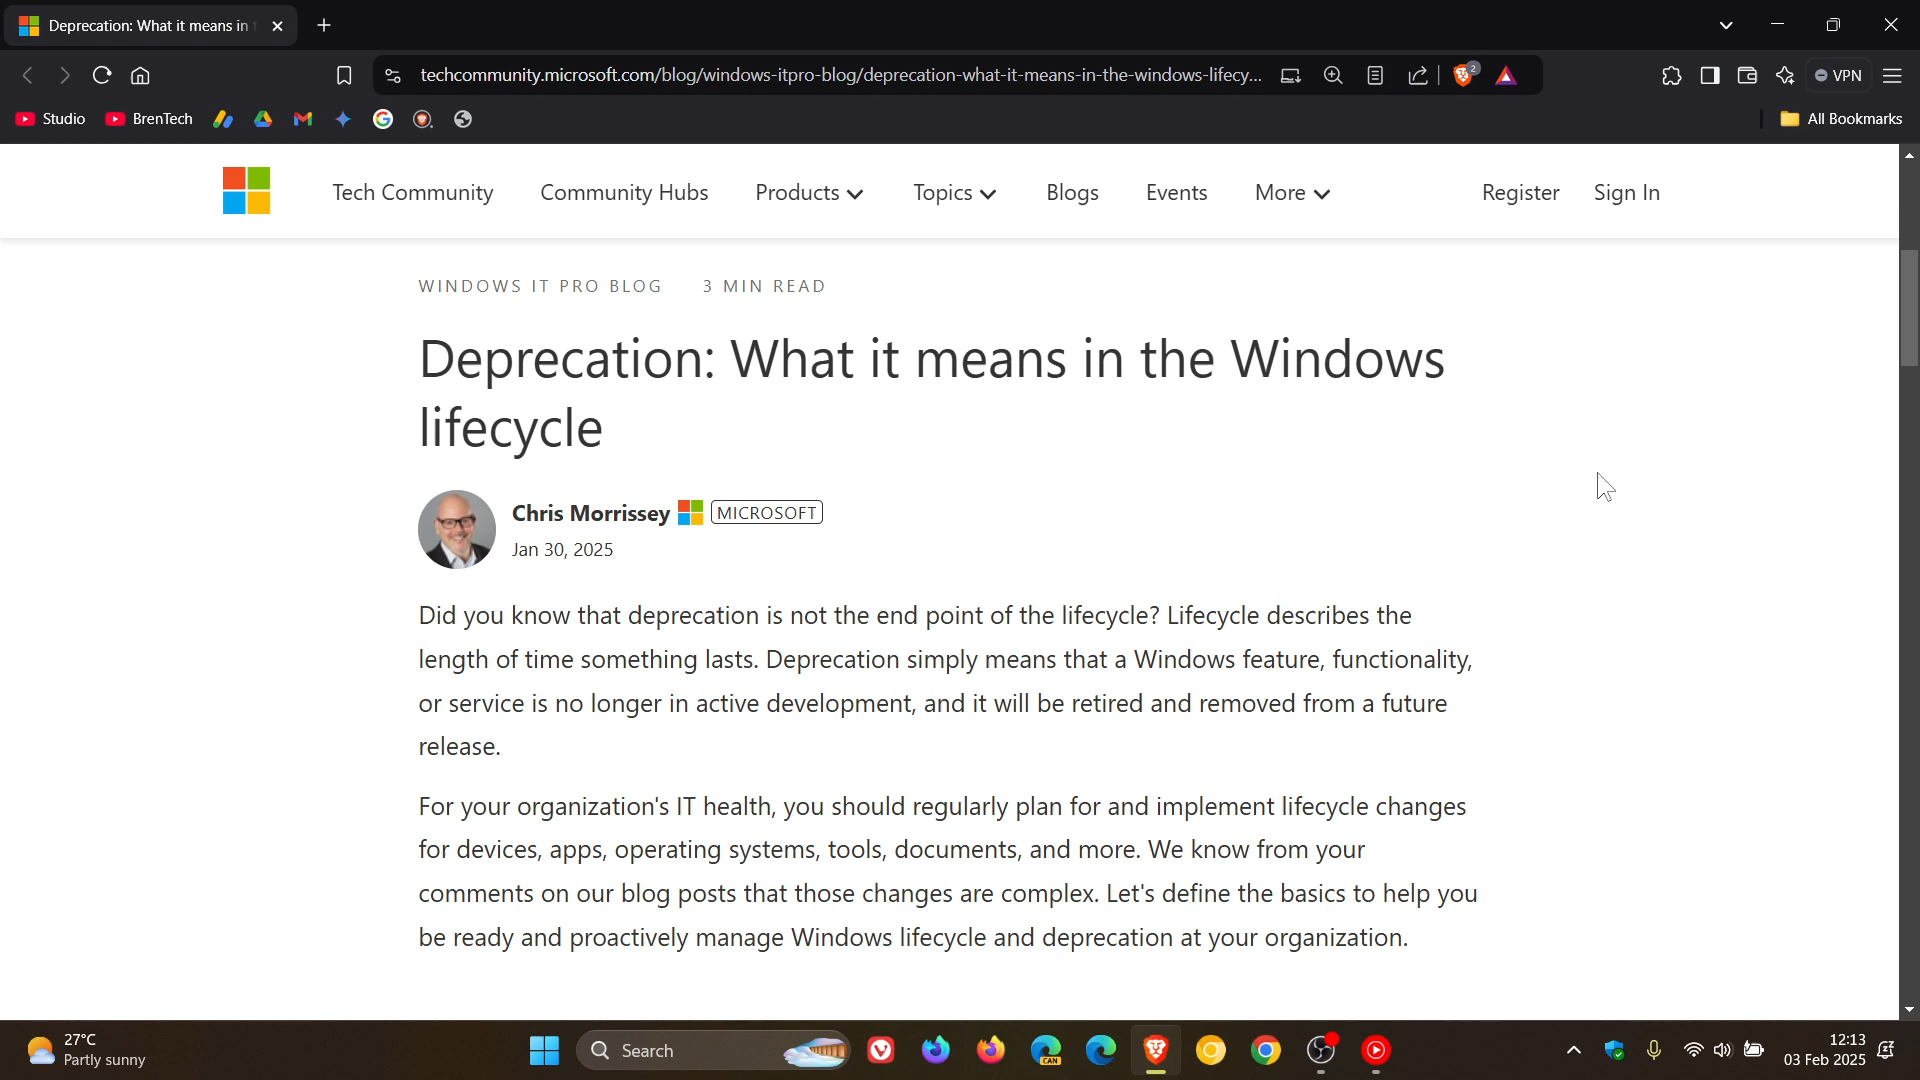 Deprecation: What it means in
techcommunity.microsoft.com/blog/windows-itpro-blog/deprecation-what-it-means-in-the-windows-lifecy...
2
VPN
Studio
BrenTech
All Bookmarks
Tech Community
Community Hubs
Products
Topics
Blogs
Events
More
Register
Sign In
WINDOWS IT PRO BLOG
3 MIN READ
Deprecation: What it means in the Windows
lifecycle
Chris Morrissey
MICROSOFT
Jan 30, 2025
Did you know that deprecation is not the end point of the lifecycle? Lifecycle describes the
length of time something lasts. Deprecation simply means that a Windows feature, functionality,
or service is no longer in active development, and it will be retired and removed from a future
release.
For your organization's IT health, you should regularly plan for and implement lifecycle changes
for devices, apps, operating systems, tools, documents, and more. We know from your
comments on our blog posts that those changes are complex. Let's define the basics to help you
be ready and proactively manage Windows lifecycle and deprecation at your organization.
27°C
Partly sunny
Search
CAN
12:13
03 Feb 2025